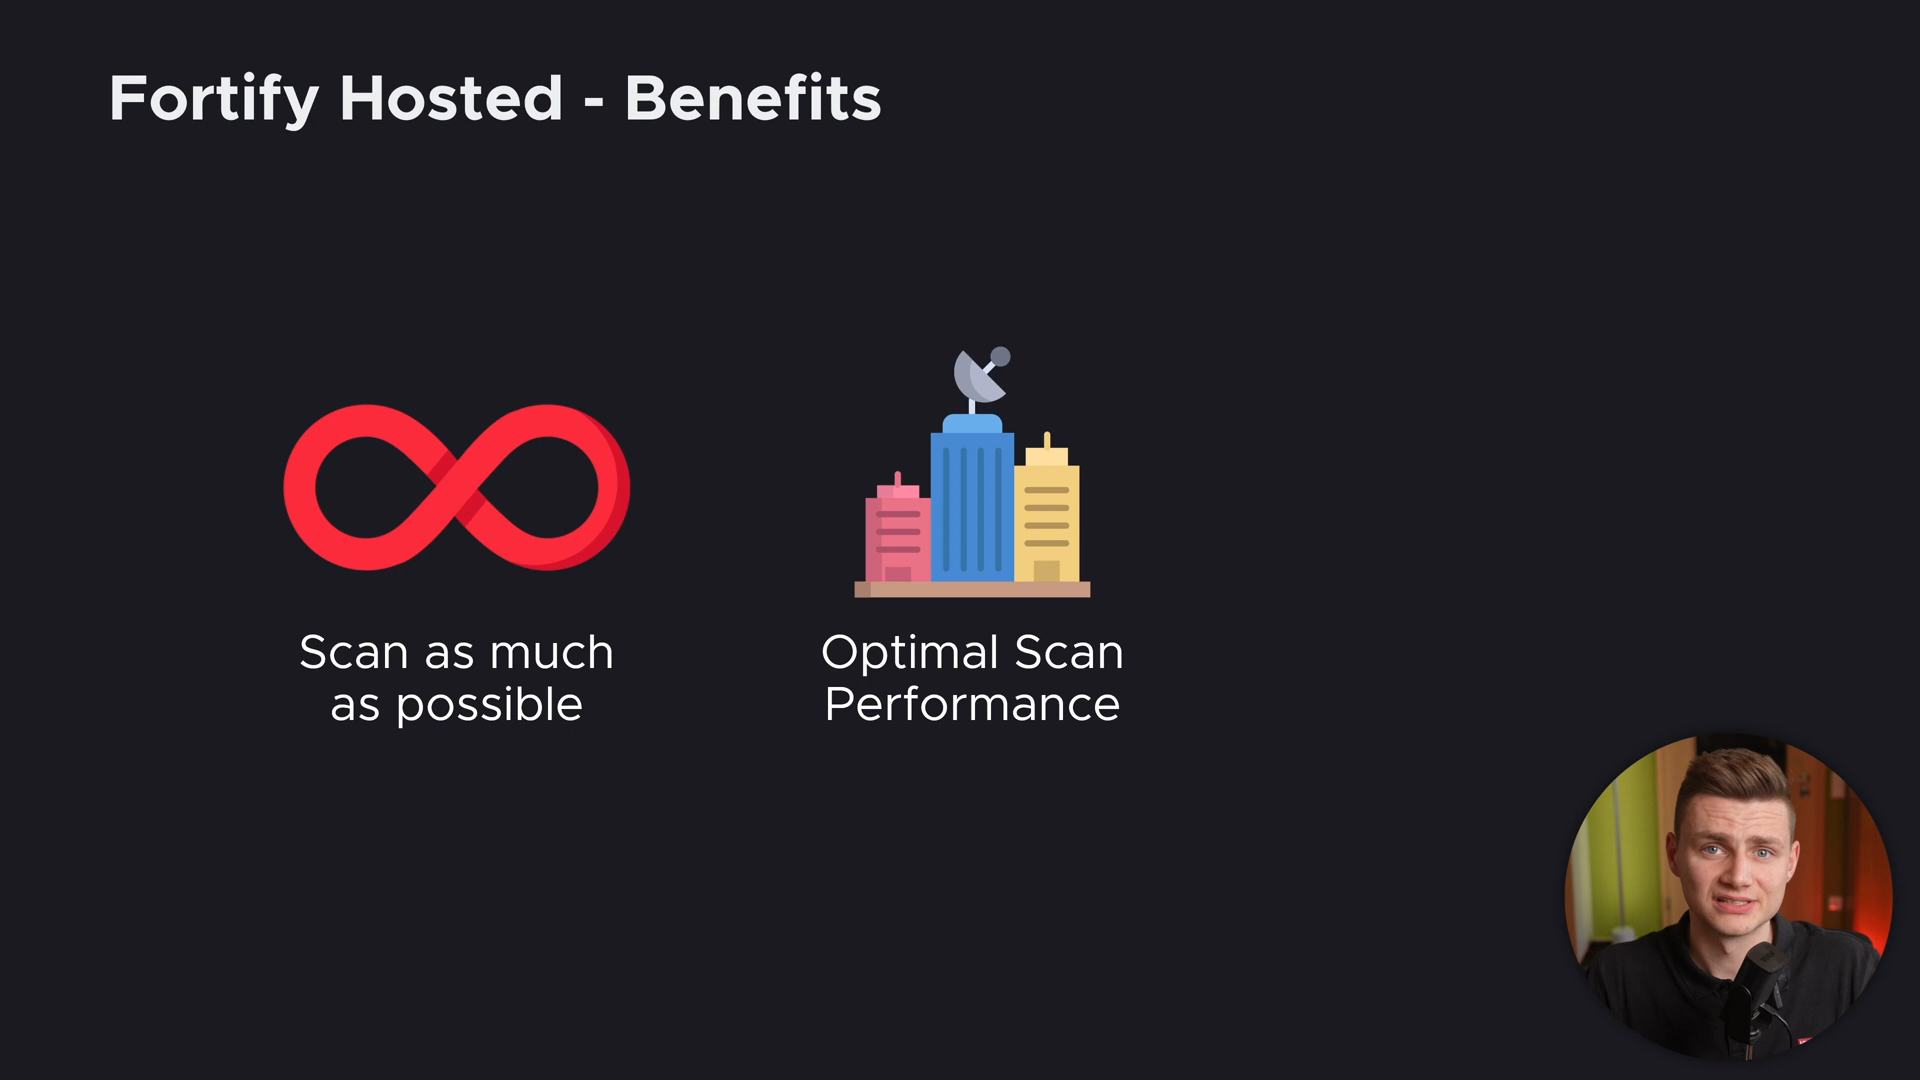 Fortify Hosted - Benefits
Scan as much
as possible
Optimal Scan
Performance